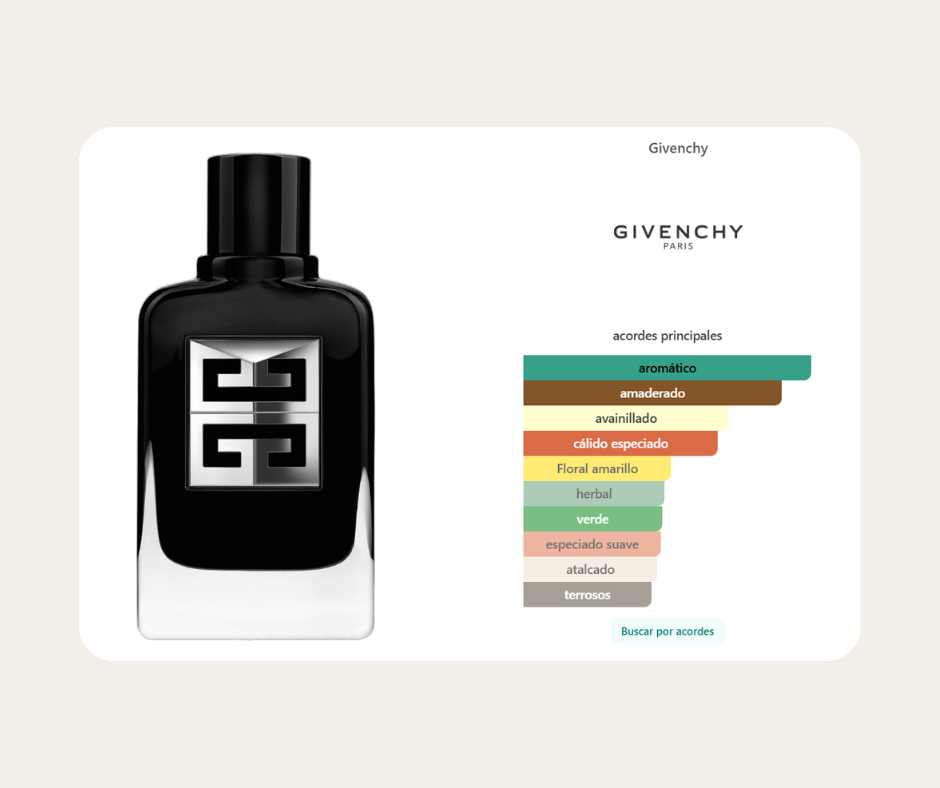 Givenchy
GIVENCHY
PARIS
acordes principales
aromático
amaderado
avainillado
cálido especiado
Floral amarillo
herbal
verde
especiado suave
atalcado
terrosos
Buscar por acordes